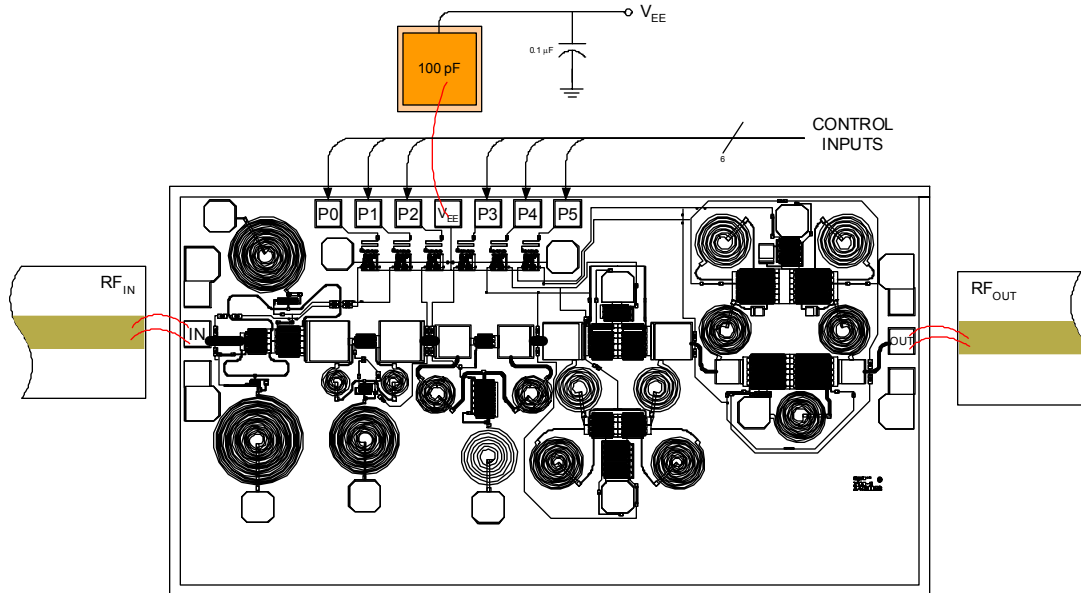 V_EE
0.1 µF
100 pF
CONTROL
INPUTS
6
P0 P1 P2 V_EE P3 P4 P5
RF_IN
RF_OUT
IN
OUT